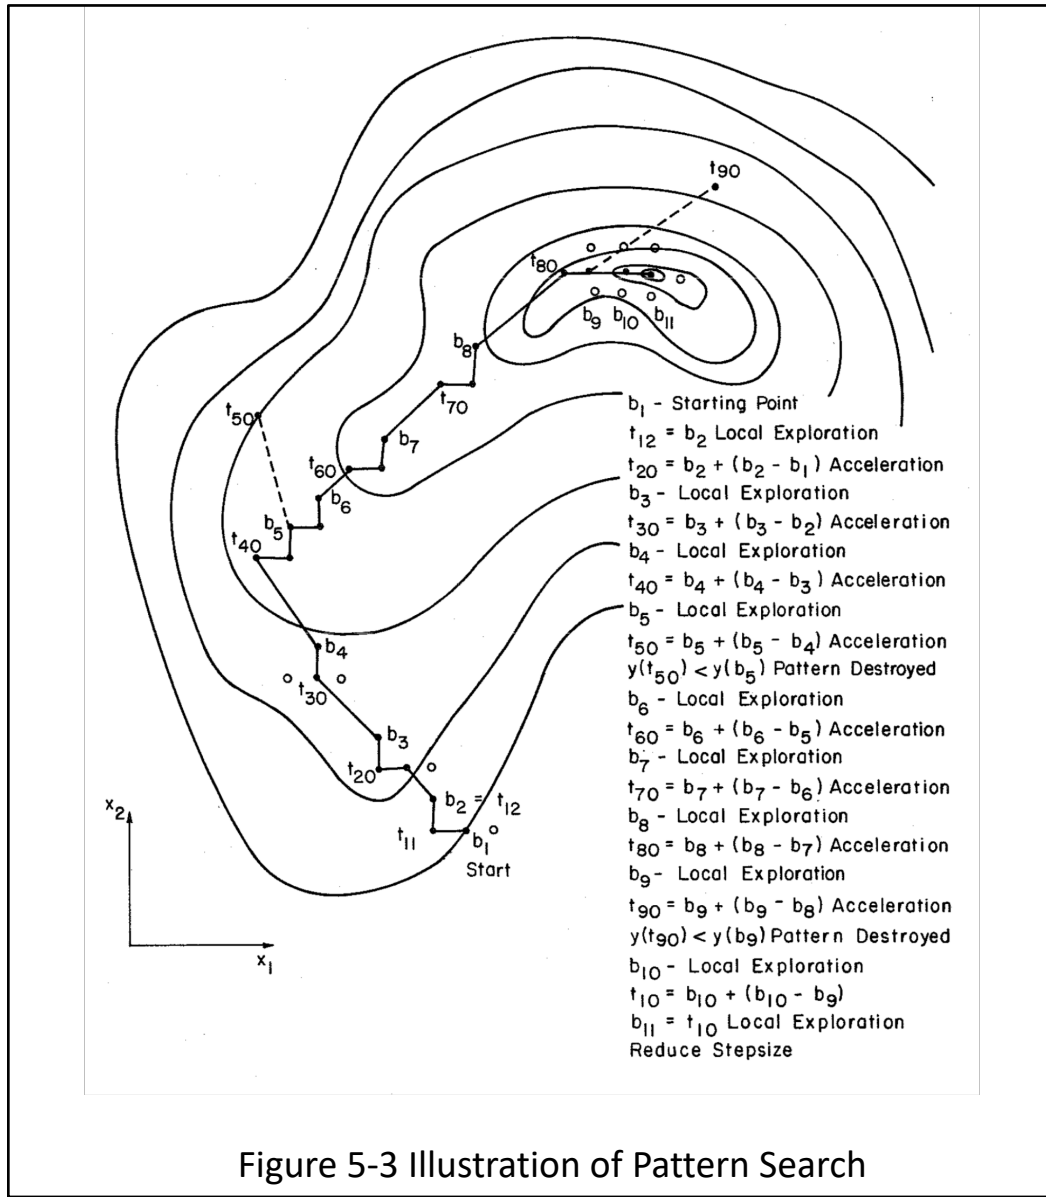 t90
t80
b9 b10 b11
b8
t70
t50
b7
t60
b6
b5
t40
b4
t30
b3
t20
b2 = t12
t11
b1
Start
x2
x1
b1 - Starting Point
t12 = b2 Local Exploration
t20 = b2 + (b2 - b1) Acceleration
b3 - Local Exploration
t30 = b3 + (b3 - b2) Acceleration
b4 - Local Exploration
t40 = b4 + (b4 - b3) Acceleration
b5 - Local Exploration
t50 = b5 + (b5 - b4) Acceleration
y(t50) < y(b5) Pattern Destroyed
b6 - Local Exploration
t60 = b6 + (b6 - b5) Acceleration
b7 - Local Exploration
t70 = b7 + (b7 - b6) Acceleration
b8 - Local Exploration
t80 = b8 + (b8 - b7) Acceleration
b9 - Local Exploration
t90 = b9 + (b9 - b8) Acceleration
y(t90) < y(b9) Pattern Destroyed
b10 - Local Exploration
t10 = b10 + (b10 - b9)
b11 = t10 Local Exploration
Reduce Stepsize
Figure 5-3 Illustration of Pattern Search